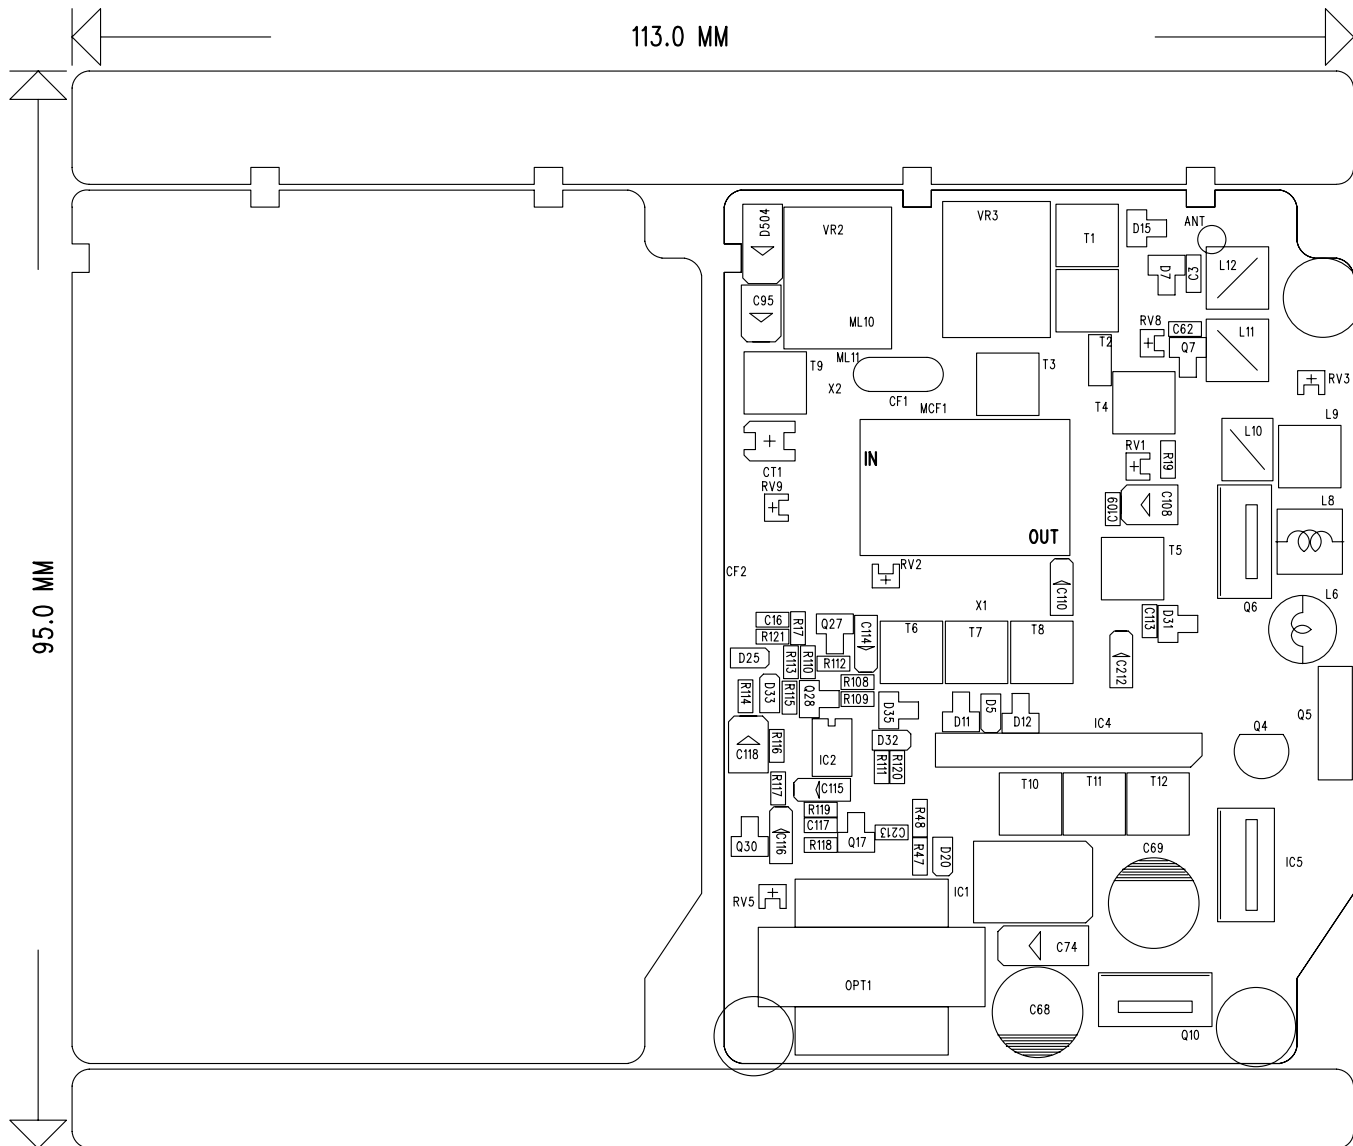 113.0 MM
95.0 MM
D504
VR2
VR3
T1
D15
ANT
D7
C3
L12
C95
ML10
RV8
C62
L11
Q7
T2
ML11
T9
X2
CF1
T3
MCF1
T4
RV3
L9
CT1
RV9
IN
OUT
RV1
R19
L10
C109
C108
L8
T5
CF2
RV2
C110
X1
Q6
L6
C16
R121
R17
Q27
C114
T6
T7
T8
C113
D31
D25
R113
R110
R112
C212
R114
D33
R115
Q28
R108
R109
D35
D11
D5
D12
IC4
Q4
Q5
C118
R116
IC2
D32
R111
R120
R117
C115
T10
T11
T12
R119
C117
R118
Q17
C213
R48
R47
D20
Q30
C116
C69
IC5
RV5
IC1
C74
OPT1
C68
Q10